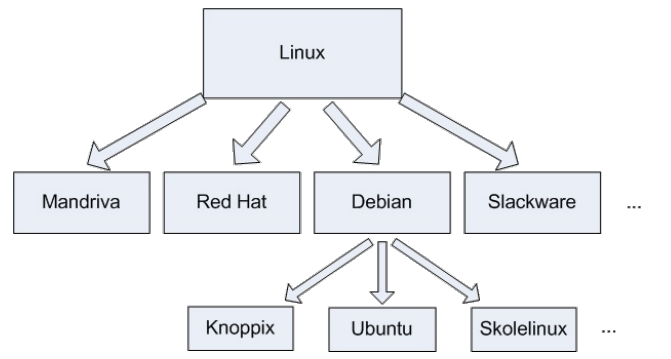 Linux
Mandriva
Red Hat
Debian
Slackware
...
Knoppix
Ubuntu
Skolelinux
...